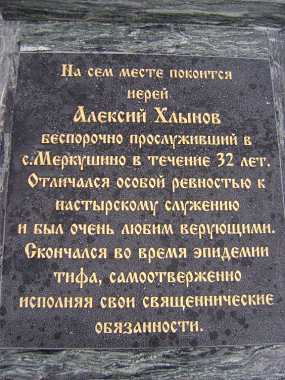 На сем месте покоится
иерей
Алексий Хлынов
беспорочно прослуживший в
с.Меркушино в течение 32 лет.
Отличался особой ревностью к
пастырскому служению
и был очень любим верующими.
Скончался во время эпидемии
тифа, самоотверженно
исполняя свои священнические
обязанности.